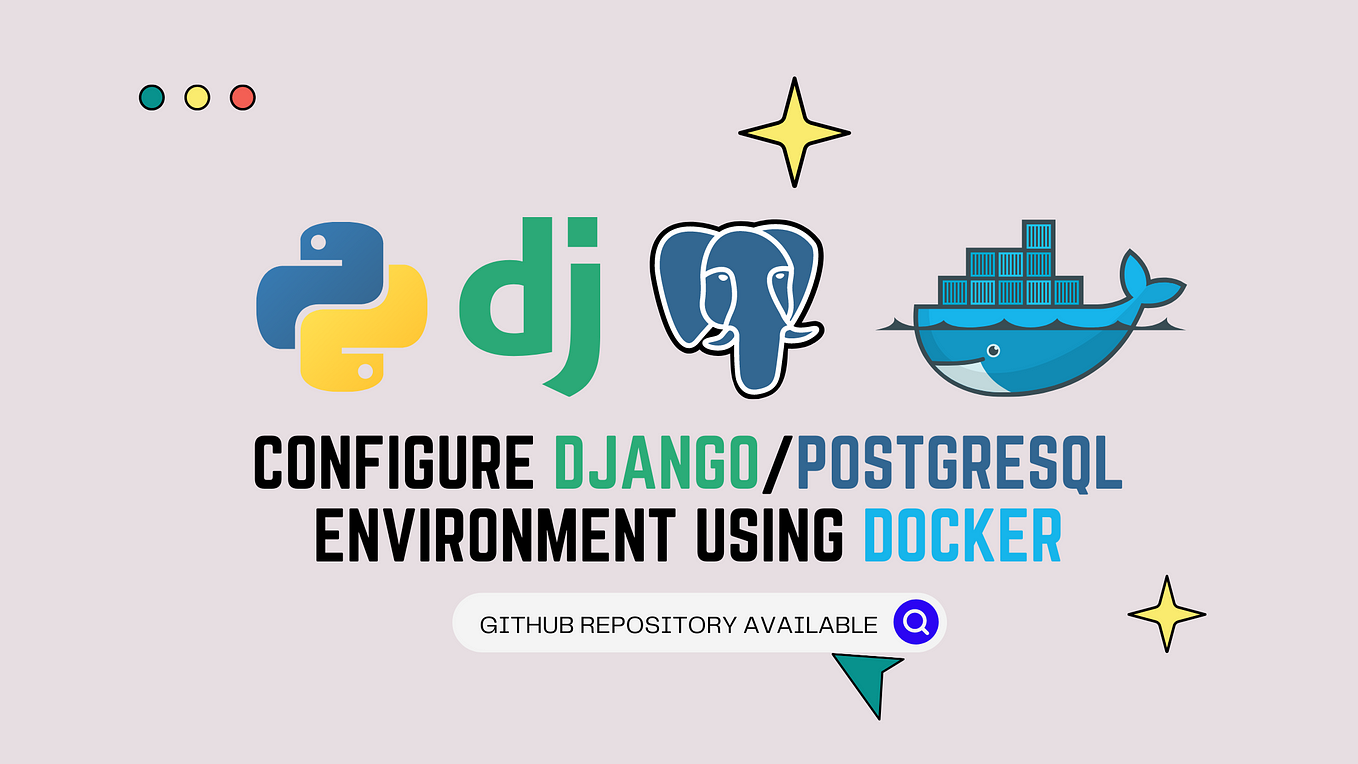 dj
CONFIGURE DJANGO/POSTGRESQL
ENVIRONMENT USING DOCKER
GITHUB REPOSITORY AVAILABLE